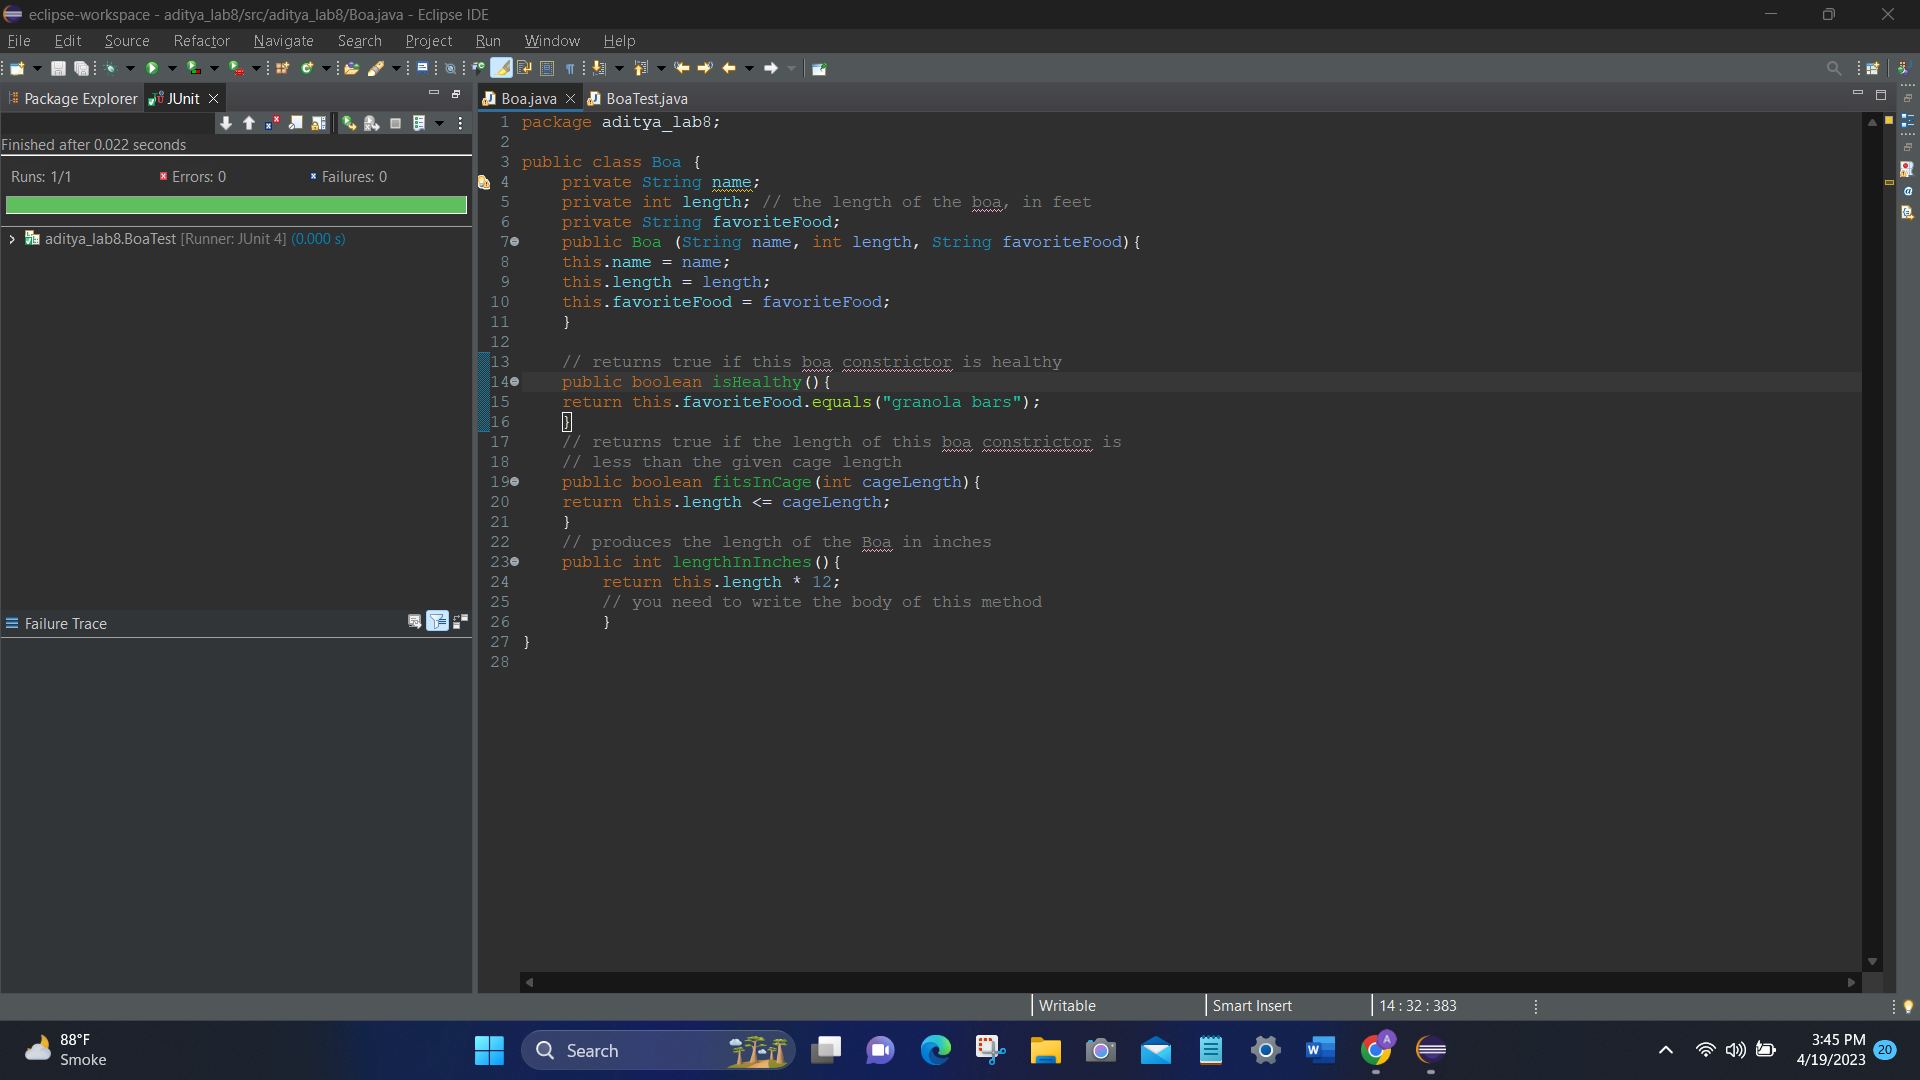 eclipse-workspace - aditya_lab8/src/aditya_lab8/Boa.java - Eclipse IDE
File Edit Source Refactor Navigate Search Project Run Window Help
Package Explorer JUnit
Boa.java BoaTest.java
Finished after 0.022 seconds
Runs: 1/1 Errors: 0 Failures: 0
aditya_lab8.BoaTest [Runner: JUnit 4] (0.000 s)
Failure Trace
1 package aditya_lab8;
2
3 public class Boa {
4 private String name;
5 private int length; // the length of the boa, in feet
6 private String favoriteFood;
7 public Boa (String name, int length, String favoriteFood){
8 this.name = name;
9 this.length = length;
10 this.favoriteFood = favoriteFood;
11 }
12
13 // returns true if this boa constrictor is healthy
14 public boolean isHealthy(){
15 return this.favoriteFood.equals("granola bars");
16 }
17 // returns true if the length of this boa constrictor is
18 // less than the given cage length
19 public boolean fitsInCage(int cageLength){
20 return this.length <= cageLength;
21 }
22 // produces the length of the Boa in inches
23 public int lengthInInches(){
24 return this.length * 12;
25 // you need to write the body of this method
26 }
27 }
28
Writable Smart Insert 14 : 32 : 383
88°F
Smoke
Search
3:45 PM
4/19/2023
20